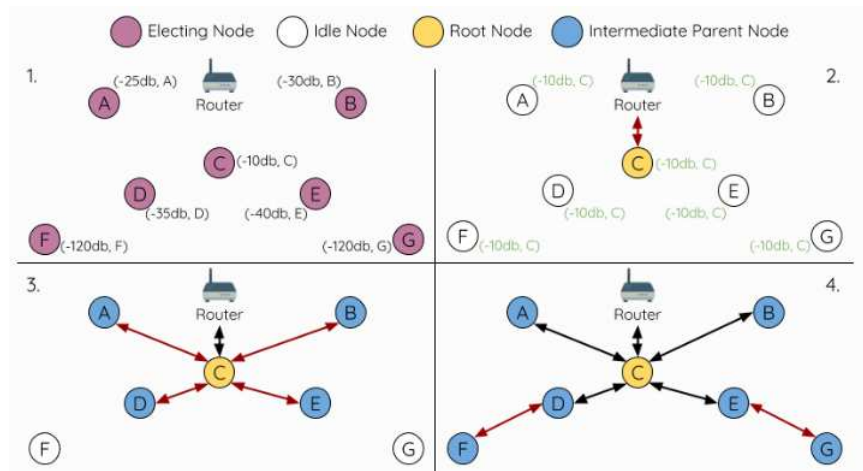 Electing Node Idle Node Root Node Intermediate Parent Node
1.
(-25db, A) (-30db, B)
A Router B
C (-10db, C)
D E
(-35db, D) (-40db, E)
F (-120db, F) (-120db, G) G
2.
(-10db, C) (-10db, C)
A Router B
C (-10db, C)
D E
(-10db, C) (-10db, C)
F (-10db, C) (-10db, C) G
3.
A Router B
C
D E
F G
4.
A Router B
C
D E
F G